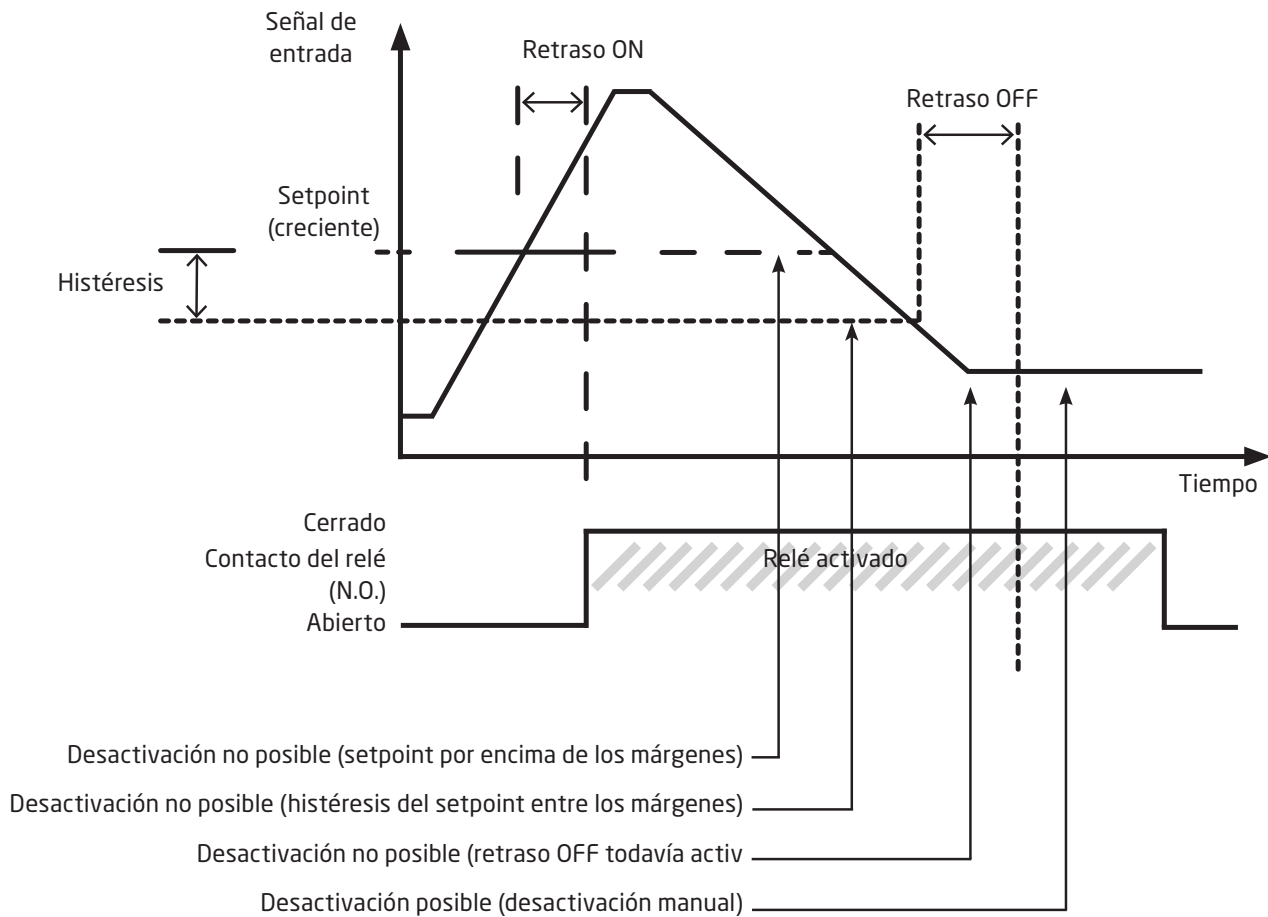 Señal de
entrada
Retraso ON
Retraso OFF
Setpoint
(creciente)
Histéresis
Tiempo
Cerrado
Contacto del relé
(N.O.)
Abierto
Relé activado
Desactivación no posible (setpoint por encima de los márgenes)
Desactivación no posible (histéresis del setpoint entre los márgenes)
Desactivación no posible (retraso OFF todavía activ
Desactivación posible (desactivación manual)